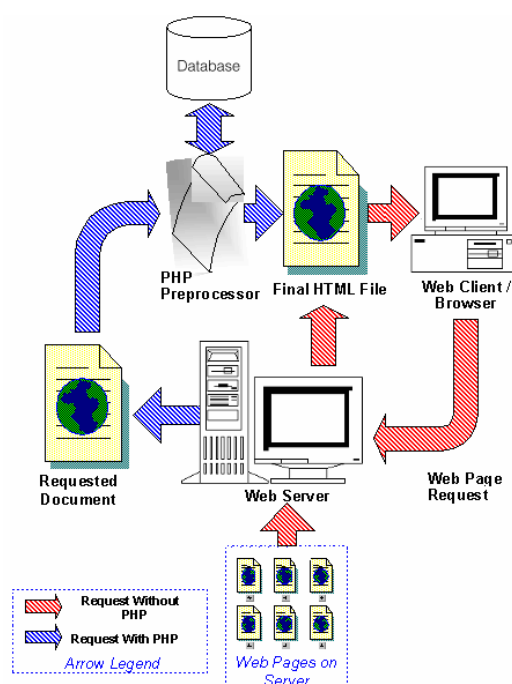 Database
PHP
Preprocessor
Final HTML File
Web Client /
Browser
Requested
Document
Web Server
Web Page
Request
Request Without
PHP
Request With PHP
Arrow Legend
Web Pages on
Server